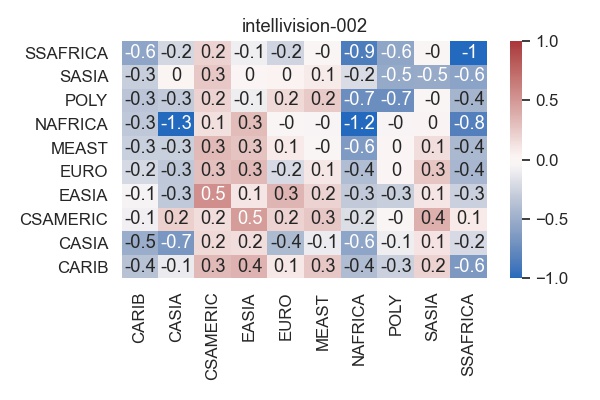 intellivision-002
SSAFRICA -0.6 -0.2 0.2 -0.1 -0.2 -0 -0.9 -0.6 -0 -1
SASIA -0.3 0 0.3 0 0 0.1 -0.2 -0.5 -0.5 -0.6
POLY -0.3 -0.3 0.2 -0.1 0.2 0.2 -0.7 -0.7 -0 -0.4
NAFRICA -0.3 -1.3 0.1 0.3 -0 -0 -1.2 -0 0 -0.8
MEAST -0.3 -0.3 0.3 0.3 0.1 -0 -0.6 0 0.1 -0.4
EURO -0.2 -0.3 0.3 0.3 -0.2 0.1 -0.4 0 0.3 -0.4
EASIA -0.1 -0.3 0.5 0.1 0.3 0.2 -0.3 -0.3 0.1 -0.3
CSAMERIC -0.1 0.2 0.2 0.5 0.2 0.3 -0.2 -0 0.4 0.1
CASIA -0.5 -0.7 0.2 0.2 -0.4 -0.1 -0.6 -0.1 0.1 -0.2
CARIB -0.4 -0.1 0.3 0.4 0.1 0.3 -0.4 -0.3 0.2 -0.6
CARIB CASIA CSAMERIC EASIA EURO MEAST NAFRICA POLY SASIA SSAFRICA
1.0
0.5
0.0
−0.5
−1.0